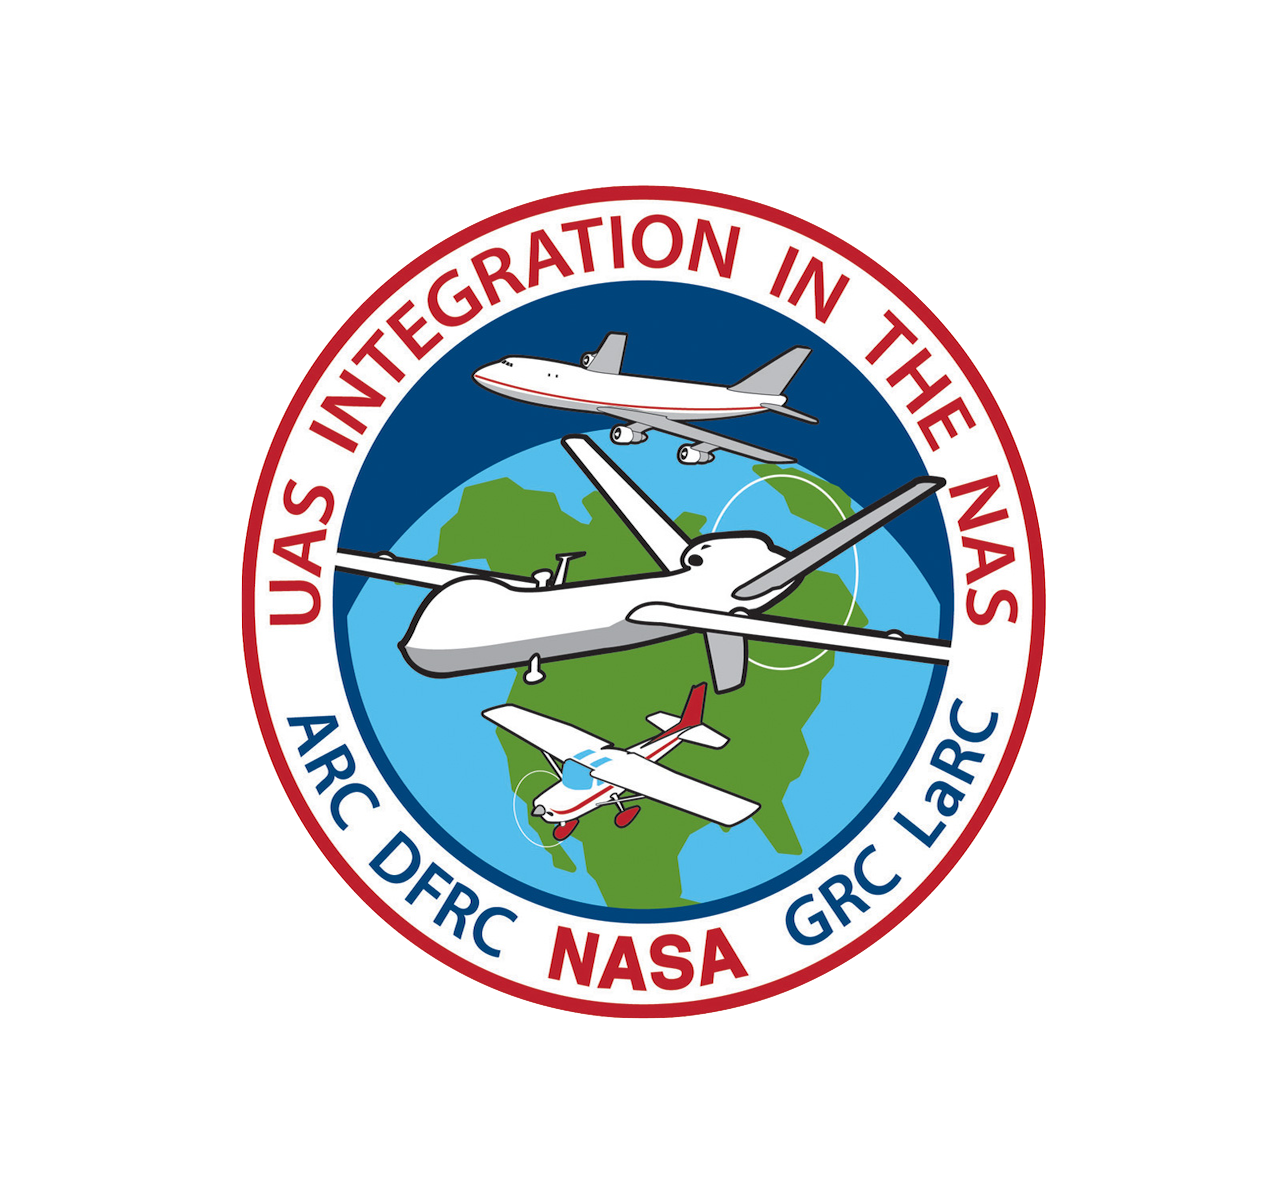 UAS INTEGRATION IN THE NAS
ARC DFRC NASA GRC LaRC